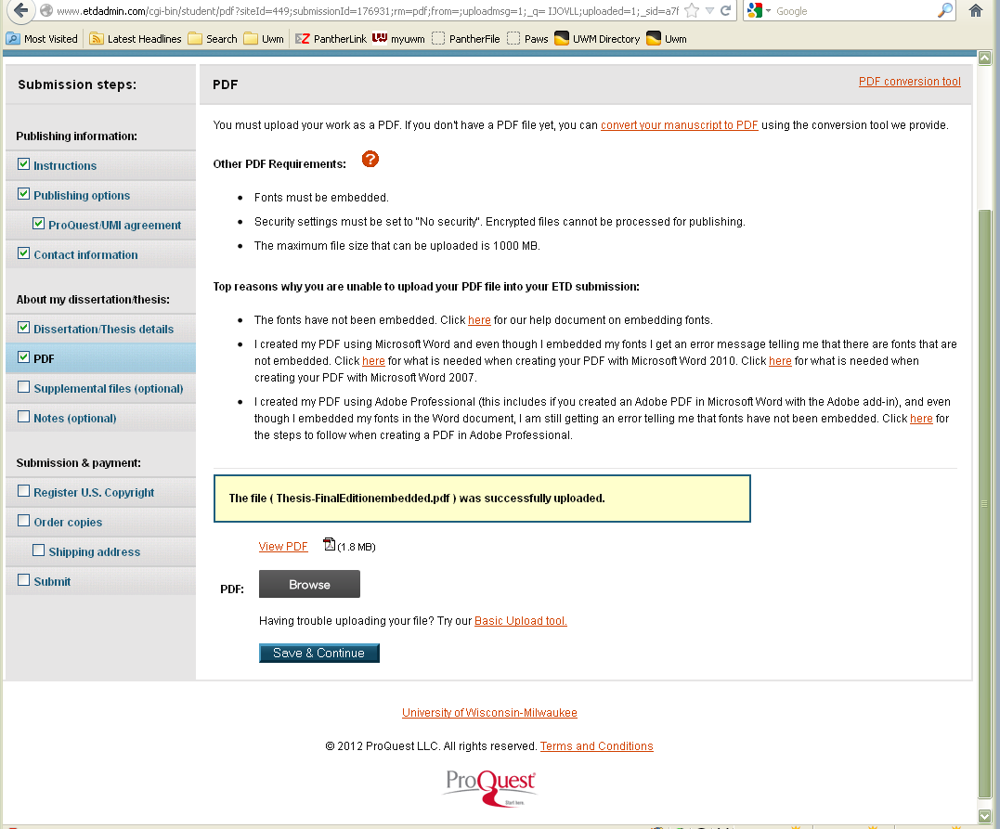 www.etdadmin.com/cgi-bin/student/pdf?siteId=449;submissionId=176931;rm=pdf;from=;uploadmsg=1;_q= IJOVLL;uploaded=1;_sid=a7f
Google
Most Visited Latest Headlines Search Uwm PantherLink myuwm PantherFile Paws UWM Directory Uwm
Submission steps:
Publishing information:
Instructions
Publishing options
ProQuest/UMI agreement
Contact information
About my dissertation/thesis:
Dissertation/Thesis details
PDF
Supplemental files (optional)
Notes (optional)
Submission & payment:
Register U.S. Copyright
Order copies
Shipping address
Submit
PDF
PDF conversion tool
You must upload your work as a PDF. If you don't have a PDF file yet, you can convert your manuscript to PDF using the conversion tool we provide.
Other PDF Requirements: ?
• Fonts must be embedded.
• Security settings must be set to "No security". Encrypted files cannot be processed for publishing.
• The maximum file size that can be uploaded is 1000 MB.
Top reasons why you are unable to upload your PDF file into your ETD submission:
• The fonts have not been embedded. Click here for our help document on embedding fonts.
• I created my PDF using Microsoft Word and even though I embedded my fonts I get an error message telling me that there are fonts that are
not embedded. Click here for what is needed when creating your PDF with Microsoft Word 2010. Click here for what is needed when
creating your PDF with Microsoft Word 2007.
• I created my PDF using Adobe Professional (this includes if you created an Adobe PDF in Microsoft Word with the Adobe add-in), and even
though I embedded my fonts in the Word document, I am still getting an error telling me that fonts have not been embedded. Click here for
the steps to follow when creating a PDF in Adobe Professional.
The file ( Thesis-FinalEditionembedded.pdf ) was successfully uploaded.
View PDF (1.8 MB)
PDF: Browse
Having trouble uploading your file? Try our Basic Upload tool.
Save & Continue
University of Wisconsin-Milwaukee
© 2012 ProQuest LLC. All rights reserved. Terms and Conditions
ProQuest
Start here.